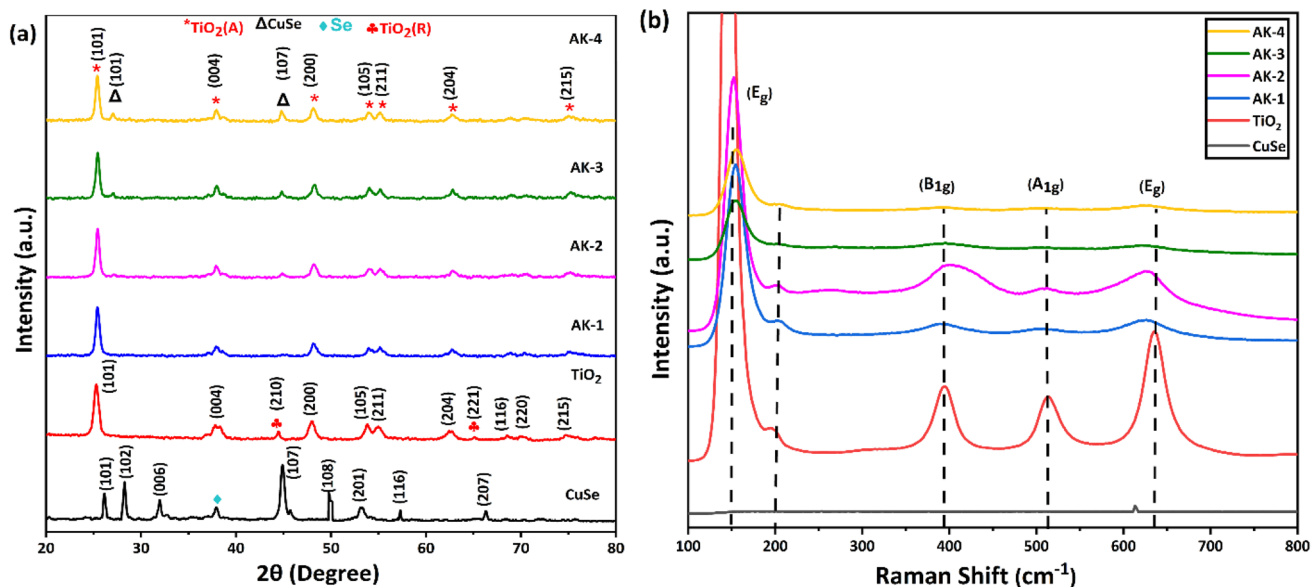 (a)
*TiO₂(A) ΔCuSe ♦Se ♣TiO₂(R)
AK-4
* (101)
Δ (101)
(004)
*
(107)
Δ
(200)
*
(105)
*
(211)
*
(204)
*
(215)
*
AK-3
AK-2
AK-1
TiO₂
(101)
(004)
(210)
♣
(200)
(105)
(211)
(204)
(221)
♣
(116)
(220)
(215)
CuSe
(101)
(102)
(006)
♦
(107)
(108)
(201)
(116)
(207)
Intensity (a.u.)
20 30 40 50 60 70 80
2θ (Degree)
(b)
AK-4
AK-3
AK-2
AK-1
TiO₂
CuSe
(Eg)
(B1g)
(A1g)
(Eg)
Intensity (a.u.)
100 200 300 400 500 600 700 800
Raman Shift (cm⁻¹)